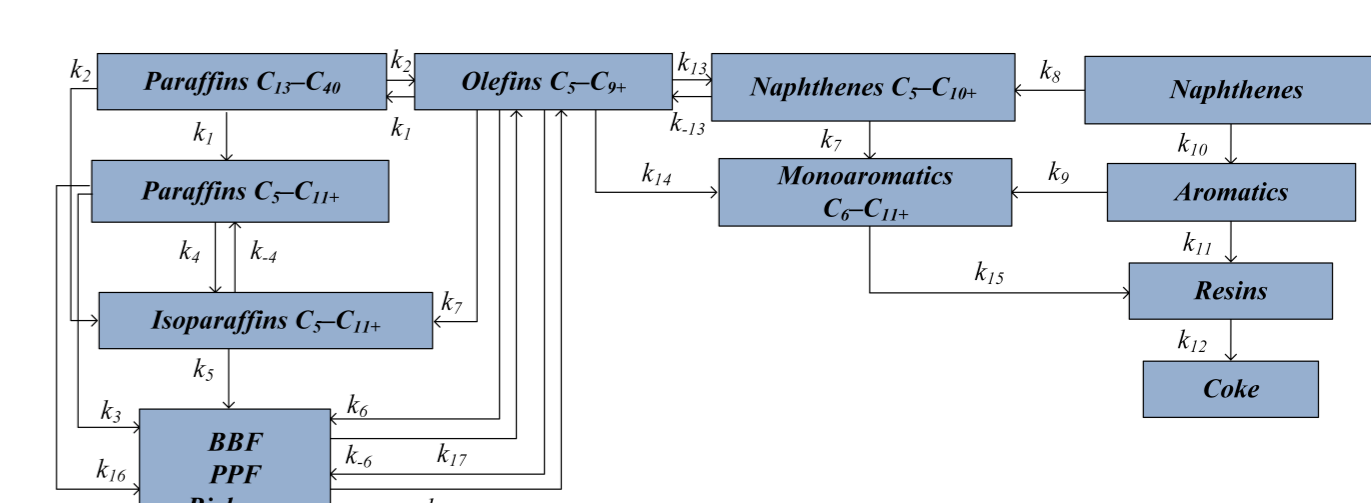 k2
Paraffins C13–C40
k2
Olefins C5–C9+
k13
Naphthenes C5–C10+
k8
Naphthenes
k1
k1
k-13
k7
k10
Paraffins C5–C11+
k14
Monoaromatics
C6–C11+
k9
Aromatics
k4
k-4
k11
k15
Resins
k7
Isoparaffins C5–C11+
k5
k12
Coke
k3
k6
BBF
k-6
k17
k16
PPF